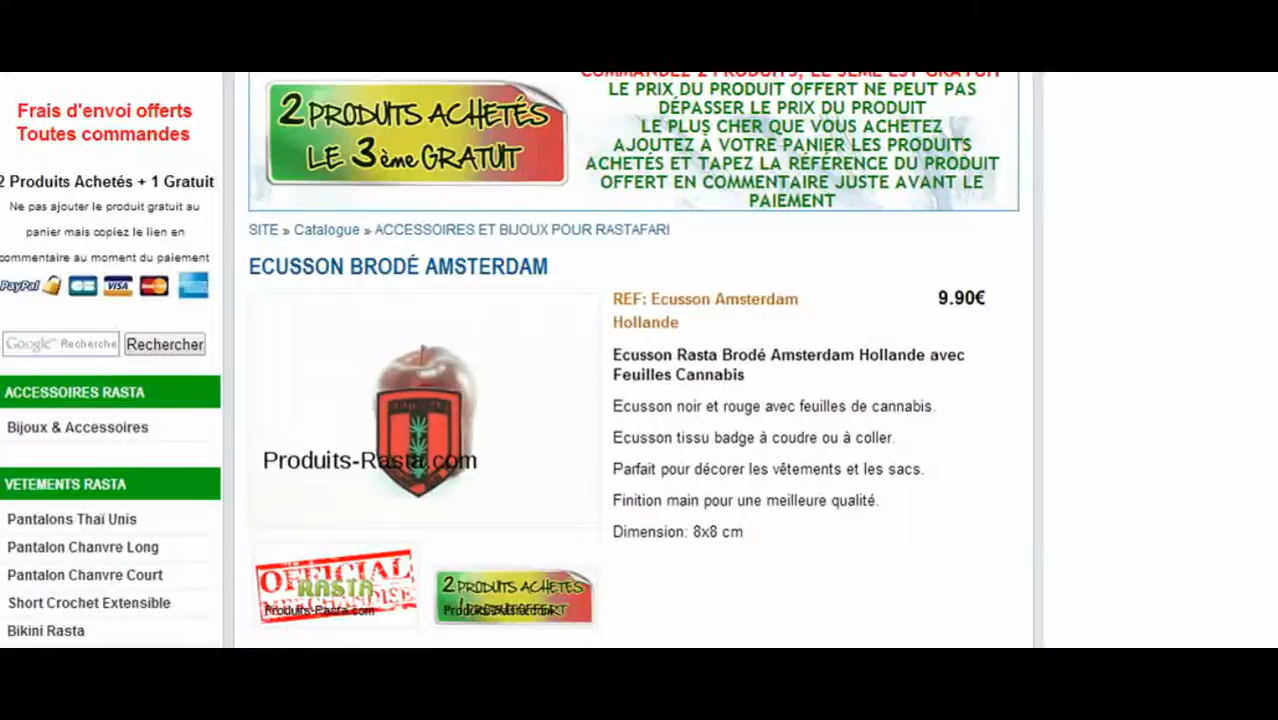 Frais d'envoi offerts
Toutes commandes
2 Produits Achetés + 1 Gratuit
Ne pas ajouter le produit gratuit au
panier mais copiez le lien en
commentaire au moment du paiement
PayPal VISA
Google Recherche Rechercher
ACCESSOIRES RASTA
Bijoux & Accessoires
VETEMENTS RASTA
Pantalons Thaï Unis
Pantalon Chanvre Long
Pantalon Chanvre Court
Short Crochet Extensible
Bikini Rasta
2 PRODUITS ACHETÉS
LE 3ème GRATUIT
COMMANDEZ 2 PRODUITS, LE 3ÈME EST GRATUIT
LE PRIX DU PRODUIT OFFERT NE PEUT PAS
DÉPASSER LE PRIX DU PRODUIT
LE PLUS CHER QUE VOUS ACHETEZ
AJOUTEZ À VOTRE PANIER LES PRODUITS
ACHETÉS ET TAPEZ LA RÉFÉRENCE DU PRODUIT
OFFERT EN COMMENTAIRE JUSTE AVANT LE
PAIEMENT
SITE » Catalogue » ACCESSOIRES ET BIJOUX POUR RASTAFARI
ECUSSON BRODÉ AMSTERDAM
Produits-Rasta.com
REF: Ecusson Amsterdam
Hollande
9.90€
Ecusson Rasta Brodé Amsterdam Hollande avec
Feuilles Cannabis
Ecusson noir et rouge avec feuilles de cannabis.
Ecusson tissu badge à coudre ou à coller.
Parfait pour décorer les vêtements et les sacs.
Finition main pour une meilleure qualité.
Dimension: 8x8 cm
OFFICIAL
RASTA
Produits-Rasta.com
2 PRODUITS ACHETÉS
1 PRODUIT OFFERT